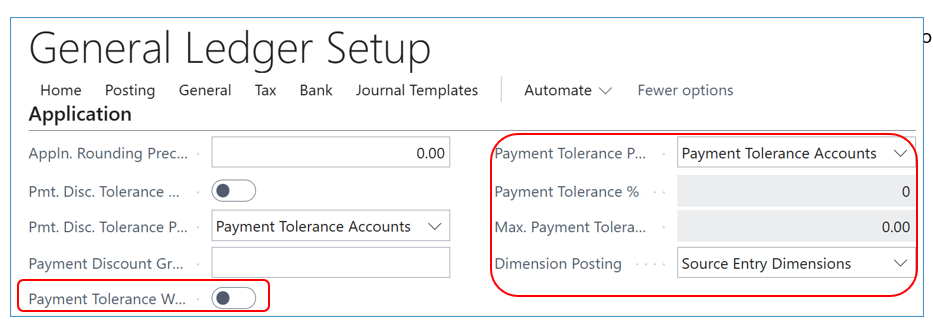 General Ledger Setup
o
Home Posting General Tax Bank Journal Templates Automate Fewer options
Application
Appln. Rounding Prec... 0.00
Payment Tolerance P... Payment Tolerance Accounts
Pmt. Disc. Tolerance ...
Payment Tolerance % 0
Pmt. Disc. Tolerance P... Payment Tolerance Accounts
Max. Payment Tolera... 0.00
Payment Discount Gr...
Dimension Posting Source Entry Dimensions
Payment Tolerance W...